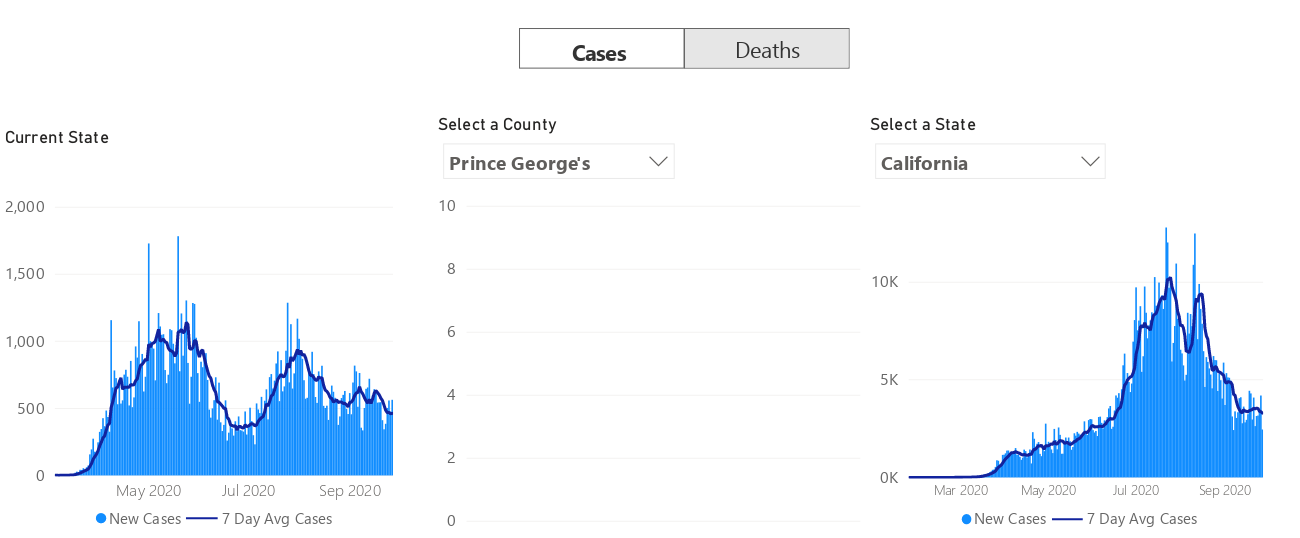 Cases
Deaths
Current State
Select a County
Select a State
Prince George's
California
2,000
1,500
1,000
500
0
May 2020
Jul 2020
Sep 2020
New Cases
7 Day Avg Cases
10
8
6
4
2
0
10K
5K
0K
Mar 2020
May 2020
Jul 2020
Sep 2020
New Cases
7 Day Avg Cases